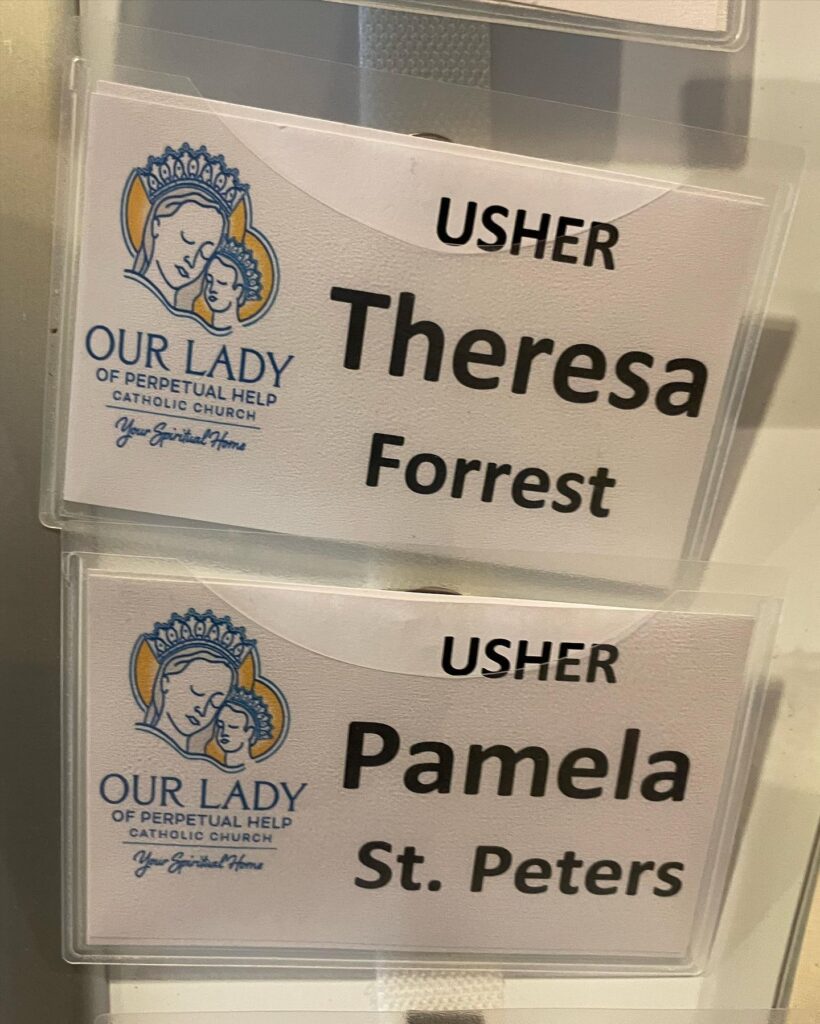 USHER
Theresa
Forrest
OUR LADY
OF PERPETUAL HELP
CATHOLIC CHURCH
Your Spiritual Home
USHER
Pamela
St. Peters
OUR LADY
OF PERPETUAL HELP
CATHOLIC CHURCH
Your Spiritual Home